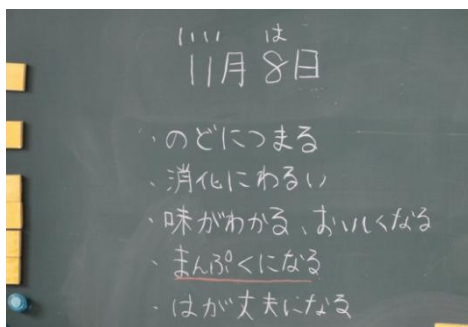 いい は
11月8日
・のどにつまる
・消化にわるい
・味がわかる、おいしくなる
・まんぷくになる
・はが丈夫になる